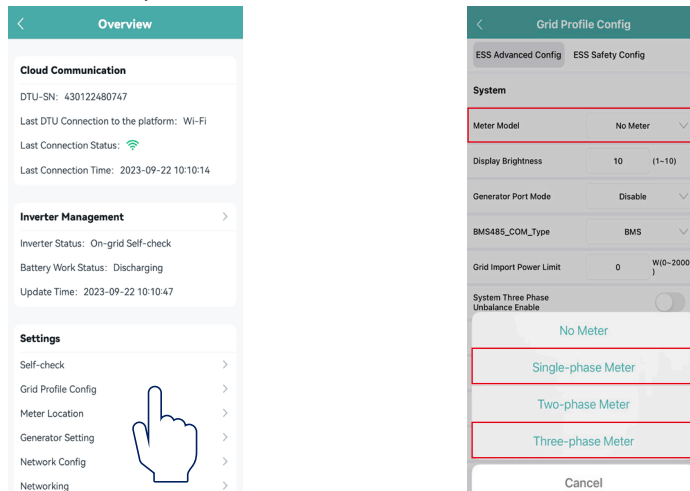 Overview
Cloud Communication
DTU-SN: 430122480747
Last DTU Connection to the platform: Wi-Fi
Last Connection Status:
Last Connection Time: 2023-09-22 10:10:14
Inverter Management
Inverter Status: On-grid Self-check
Battery Work Status: Discharging
Update Time: 2023-09-22 10:10:47
Settings
Self-check
Grid Profile Config
Meter Location
Generator Setting
Network Config
Networking
Grid Profile Config
ESS Advanced Config ESS Safety Config
System
Meter Model No Meter
Display Brightness 10 (1~10)
Generator Port Mode Disable
BMS485_COM_Type BMS
Grid Import Power Limit 0 W(0~2000
)
System Three Phase
Unbalance Enable
No Meter
Single-phase Meter
Two-phase Meter
Three-phase Meter
Cancel